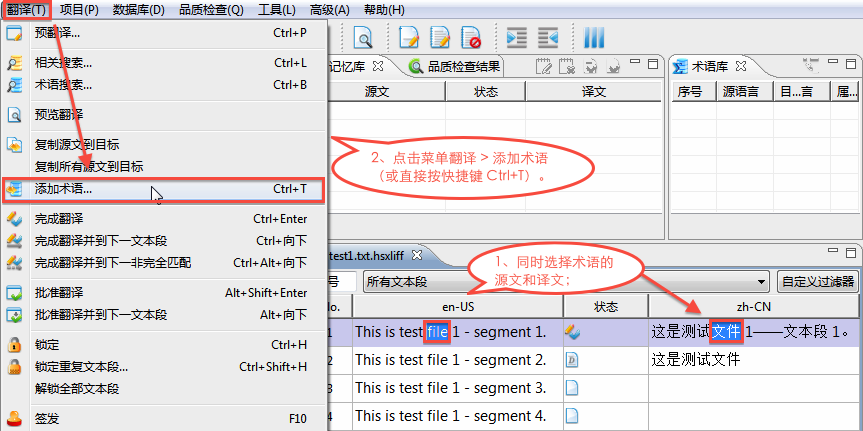 翻译(T) 项目(P) 数据库(D) 品质检查(Q) 工具(L) 高级(A) 帮助(H)
预翻译... Ctrl+P
相关搜索... Ctrl+L
术语搜索... Ctrl+B
预览翻译
复制源文到目标
复制所有源文到目标
添加术语... Ctrl+T
完成翻译 Ctrl+Enter
完成翻译并到下一文本段 Ctrl+向下
完成翻译并到下一非完全匹配 Ctrl+Alt+向下
批准翻译 Alt+Shift+Enter
批准翻译并到下一文本段 Alt+向下
锁定 Ctrl+H
锁定重复文本段... Ctrl+Shift+H
解锁全部文本段
签发 F10
记忆库 品质检查结果
源文 状态 译文
术语库
序号 源语言 目...言 属...
2、点击菜单翻译 > 添加术语
（或直接按快捷键 Ctrl+T）。
test1.txt.hsxliff
1、同时选择术语的
源文和译文；
号 所有文本段 自定义过滤器
No. en-US 状态 zh-CN
1 This is test file 1 - segment 1. 这是测试文件 1——文本段 1。
2 This is test file 1 - segment 2. 这是测试文件
3 This is test file 1 - segment 3.
4 This is test file 1 - segment 4.